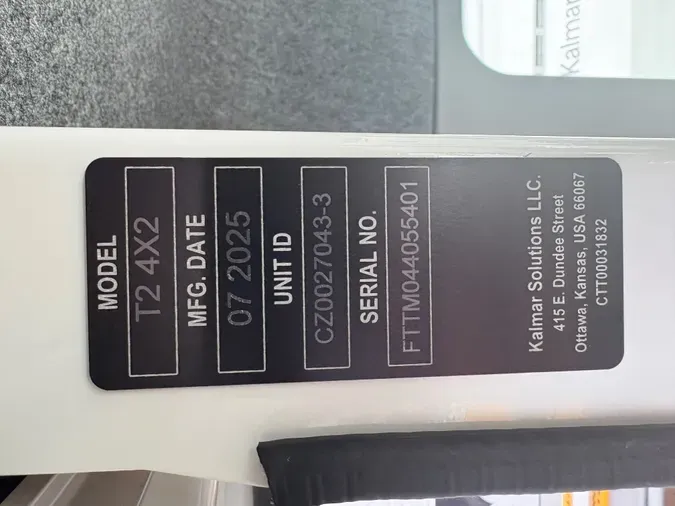 MODEL
T2 4X2
MFG. DATE
07 2025
UNIT ID
CZ0027043-3
SERIAL NO.
FTTM044055401
Kalmar Solutions LLC.
415 E. Dundee Street
Ottawa, Kansas, USA 66067
CTT00031832
Kalmar